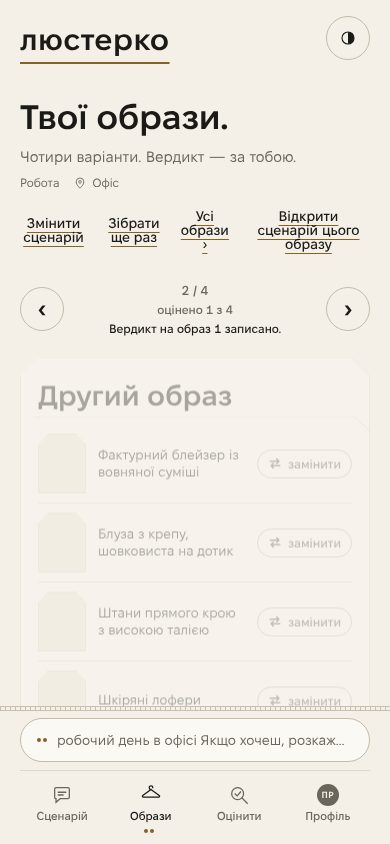 люстерко
Твої образи.
Чотири варіанти. Вердикт — за тобою.
Робота Офіс
Змінити
сценарій
Зібрати
ще раз
Усі
образи
›
Відкрити
сценарій цього
образу
‹
2 / 4
оцінено 1 з 4
Вердикт на образ 1 записано.
›
Другий образ
Фактурний блейзер із
вовняної суміші
замінити
Блуза з крепу,
шовковиста на дотик
замінити
Штани прямого крою
з високою талією
замінити
Шкіряні лофери
замінити
робочий день в офісі Якщо хочеш, розкаж...
Сценарій
Образи
Оцінити
ПР
Профіль